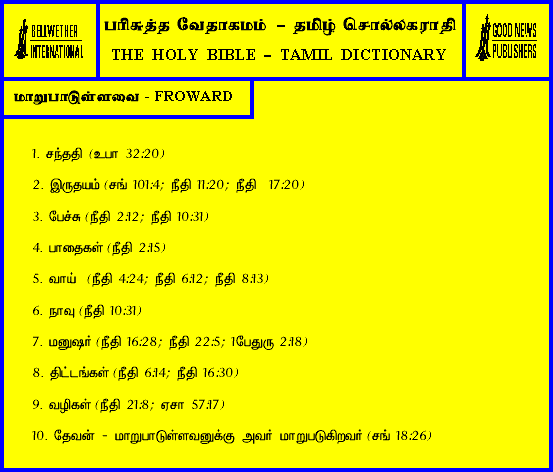 BELLWETHER
INTERNATIONAL
பரிசுத்த வேதாகமம் – தமிழ் சொல்லகராதி
THE HOLY BIBLE – TAMIL DICTIONARY
GOOD NEWS
PUBLISHERS
மாறுபாடுள்ளவை - FROWARD
1. சந்ததி (உபா 32:20)
2. இருதயம் (சங் 101:4; நீதி 11:20; நீதி 17:20)
3. பேச்சு (நீதி 2:12; நீதி 10:31)
4. பாதைகள் (நீதி 2:15)
5. வாய் (நீதி 4:24; நீதி 6:12; நீதி 8:13)
6. நாவு (நீதி 10:31)
7. மனுஷர் (நீதி 16:28; நீதி 22:5; 1பேதுரு 2:18)
8. திட்டங்கள் (நீதி 6:14; நீதி 16:30)
9. வழிகள் (நீதி 21:8; ஏசா 57:17)
10. தேவன் - மாறுபாடுள்ளவனுக்கு அவர் மாறுபடுகிறவர் (சங் 18:26)